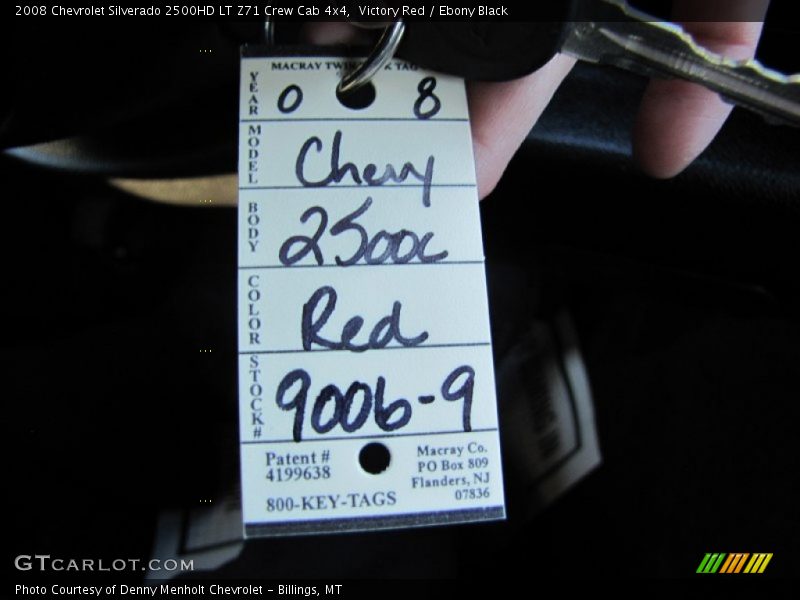 2008 Chevrolet Silverado 2500HD LT Z71 Crew Cab 4x4, Victory Red / Ebony Black
MACRAY TWIN TAG
YEAR 0 8
MODEL Chevy
BODY 2500c
COLOR Red
STOCK# 9006-9
Patent #
4199638
800-KEY-TAGS
Macray Co.
PO Box 809
Flanders, NJ
07836
GTCARLOT.COM
Photo Courtesy of Denny Menholt Chevrolet - Billings, MT